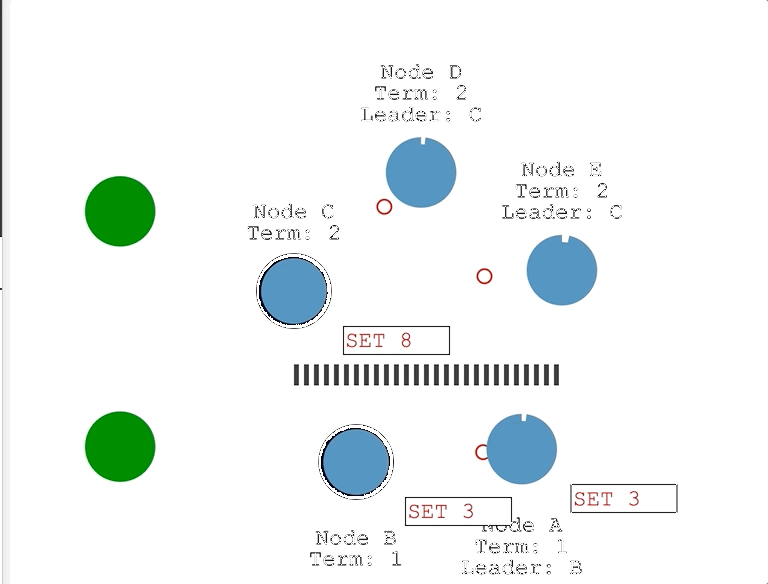 Node D
Term: 2
Leader: C
Node E
Term: 2
Leader: C
Node C
Term: 2
SET 8
SET 3
SET 3
Node B
Term: 1
Node A
Term: 1
Leader: B